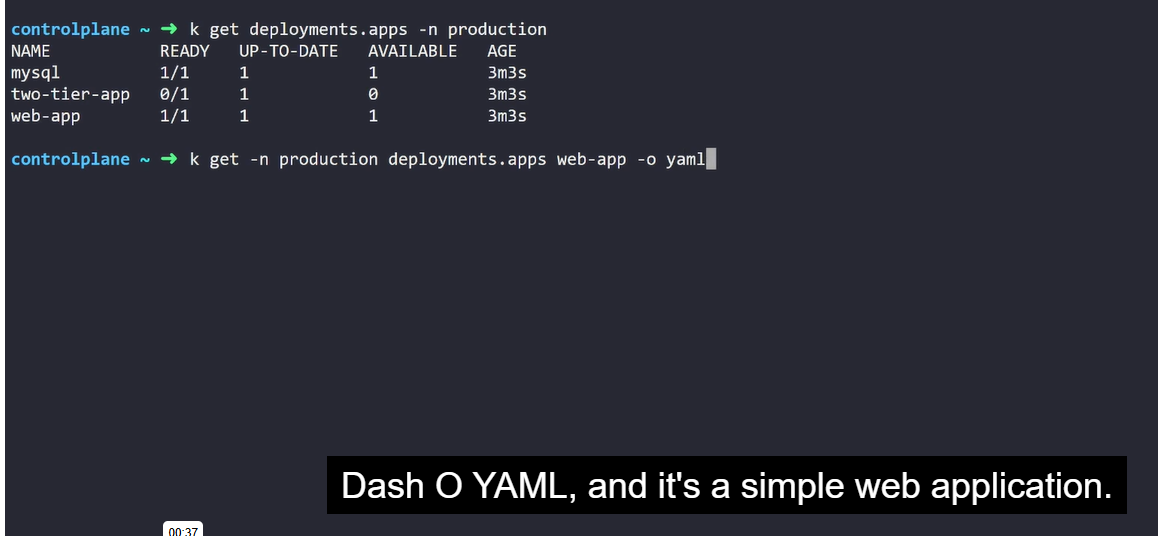 controlplane ~ ➜ k get deployments.apps -n production
NAME READY UP-TO-DATE AVAILABLE AGE
mysql 1/1 1 1 3m3s
two-tier-app 0/1 1 0 3m3s
web-app 1/1 1 1 3m3s
controlplane ~ ➜ k get -n production deployments.apps web-app -o yaml
Dash O YAML, and it's a simple web application.
00:37